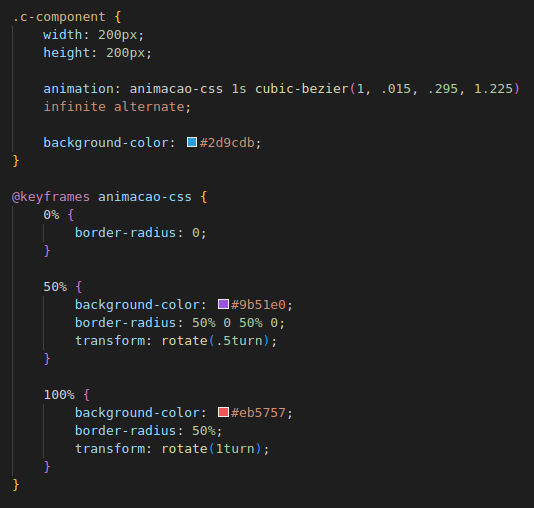 .c-component {
    width: 200px;
    height: 200px;

    animation: animacao-css 1s cubic-bezier(1, .015, .295, 1.225)
    infinite alternate;

    background-color: #2d9cdb;
}

@keyframes animacao-css {
    0% {
        border-radius: 0;
    }

    50% {
        background-color: #9b51e0;
        border-radius: 50% 0 50% 0;
        transform: rotate(.5turn);
    }

    100% {
        background-color: #eb5757;
        border-radius: 50%;
        transform: rotate(1turn);
    }
}